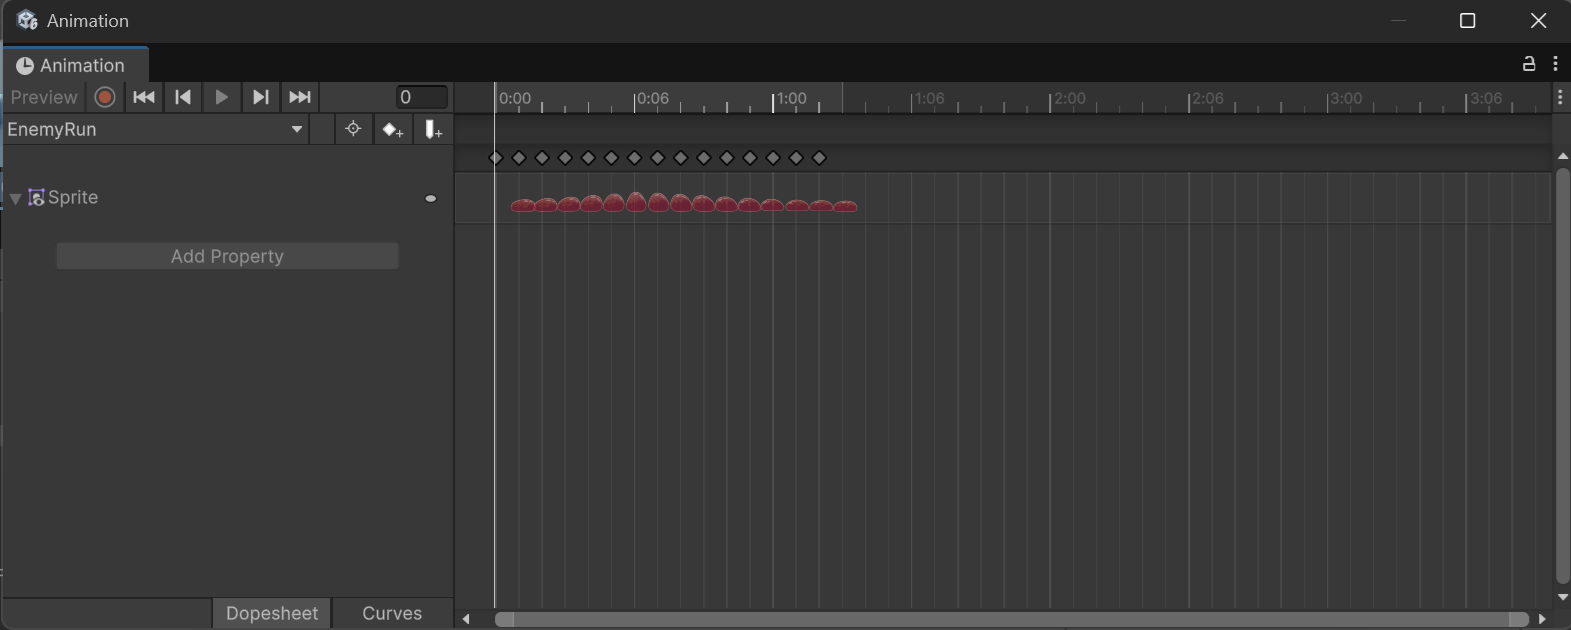 Animation
Animation
Preview 0 0:00 0:06 1:00 1:06 2:00 2:06 3:00 3:06
EnemyRun
Sprite
Add Property
Dopesheet Curves